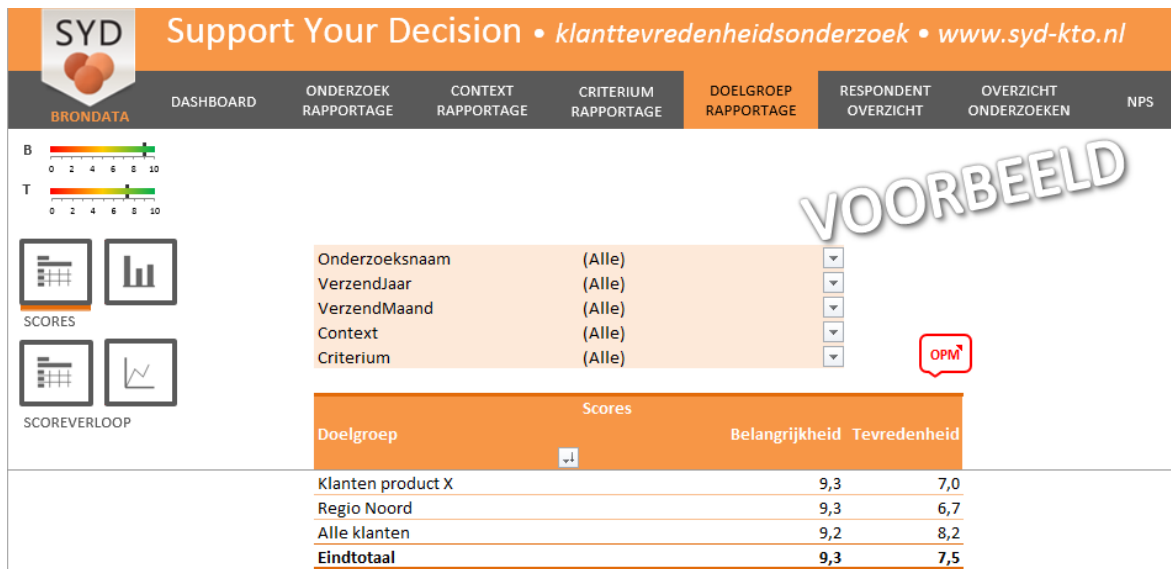 SYD
Support Your Decision • klanttevredenheidsonderzoek • www.syd-kto.nl
BRONDATA
DASHBOARD
ONDERZOEK
RAPPORTAGE
CONTEXT
RAPPORTAGE
CRITERIUM
RAPPORTAGE
DOELGROEP
RAPPORTAGE
RESPONDENT
OVERZICHT
OVERZICHT
ONDERZOEKEN
NPS
B
0 2 4 6 8 10
T
0 2 4 6 8 10
VOORBEELD
SCORES
SCOREVERLOOP
Onderzoeksnaam (Alle)
VerzendJaar (Alle)
VerzendMaand (Alle)
Context (Alle)
Criterium (Alle)
OPM
Scores
Doelgroep Belangrijkheid Tevredenheid
Klanten product X 9,3 7,0
Regio Noord 9,3 6,7
Alle klanten 9,2 8,2
Eindtotaal 9,3 7,5